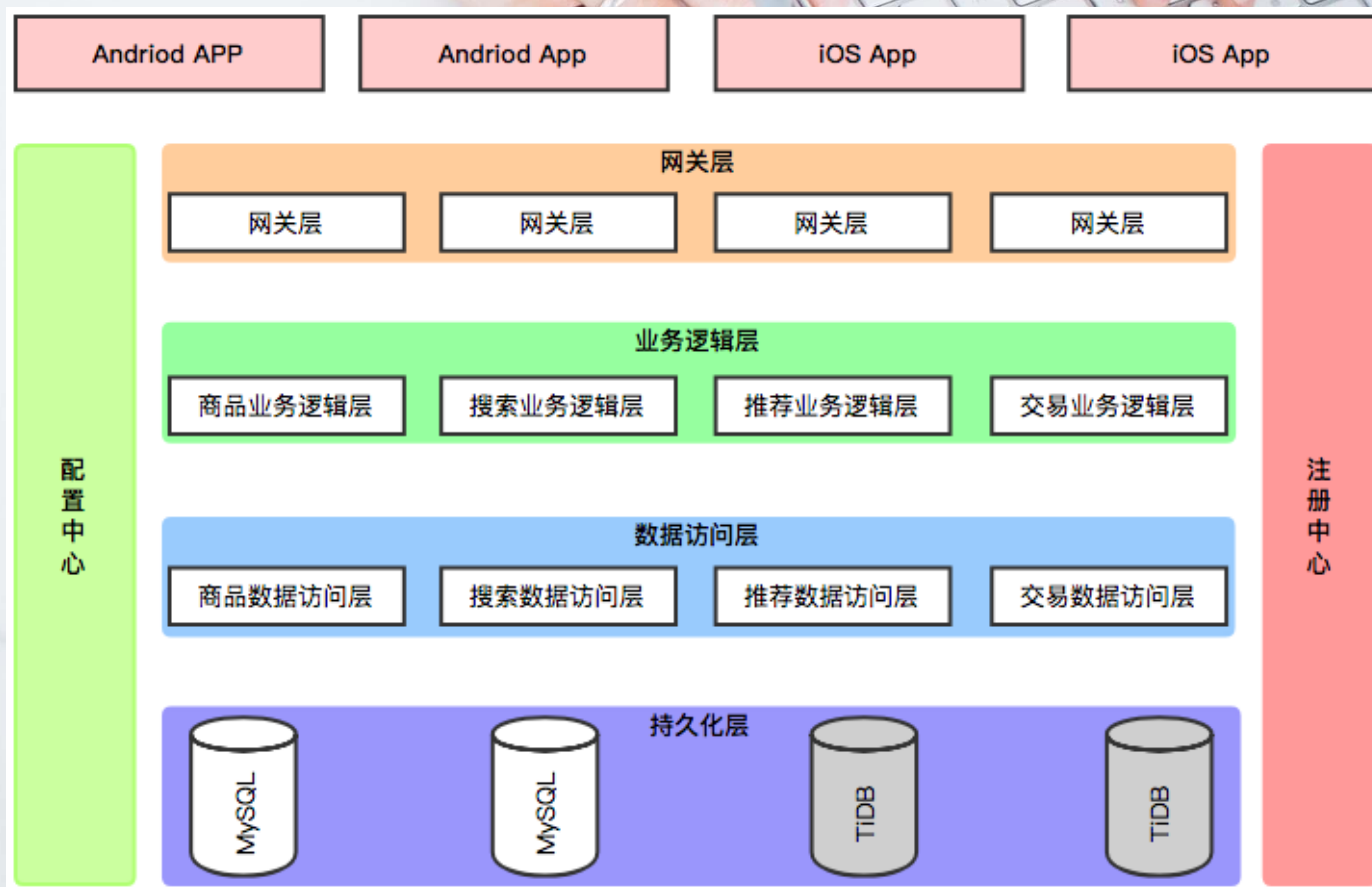 Andriod APP
Andriod App
iOS App
iOS App
网关层
网关层
网关层
网关层
网关层
业务逻辑层
商品业务逻辑层
搜索业务逻辑层
推荐业务逻辑层
交易业务逻辑层
配置中心
注册中心
数据访问层
商品数据访问层
搜索数据访问层
推荐数据访问层
交易数据访问层
持久化层
MySQL
MySQL
TiDB
TiDB